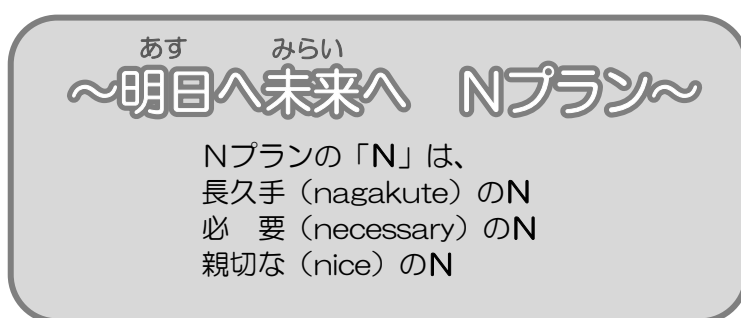 あす みらい
～明日へ未来へ　Nプラン～
Nプランの「N」は、
長久手（nagakute）のN
必　要（necessary）のN
親切な（nice）のN